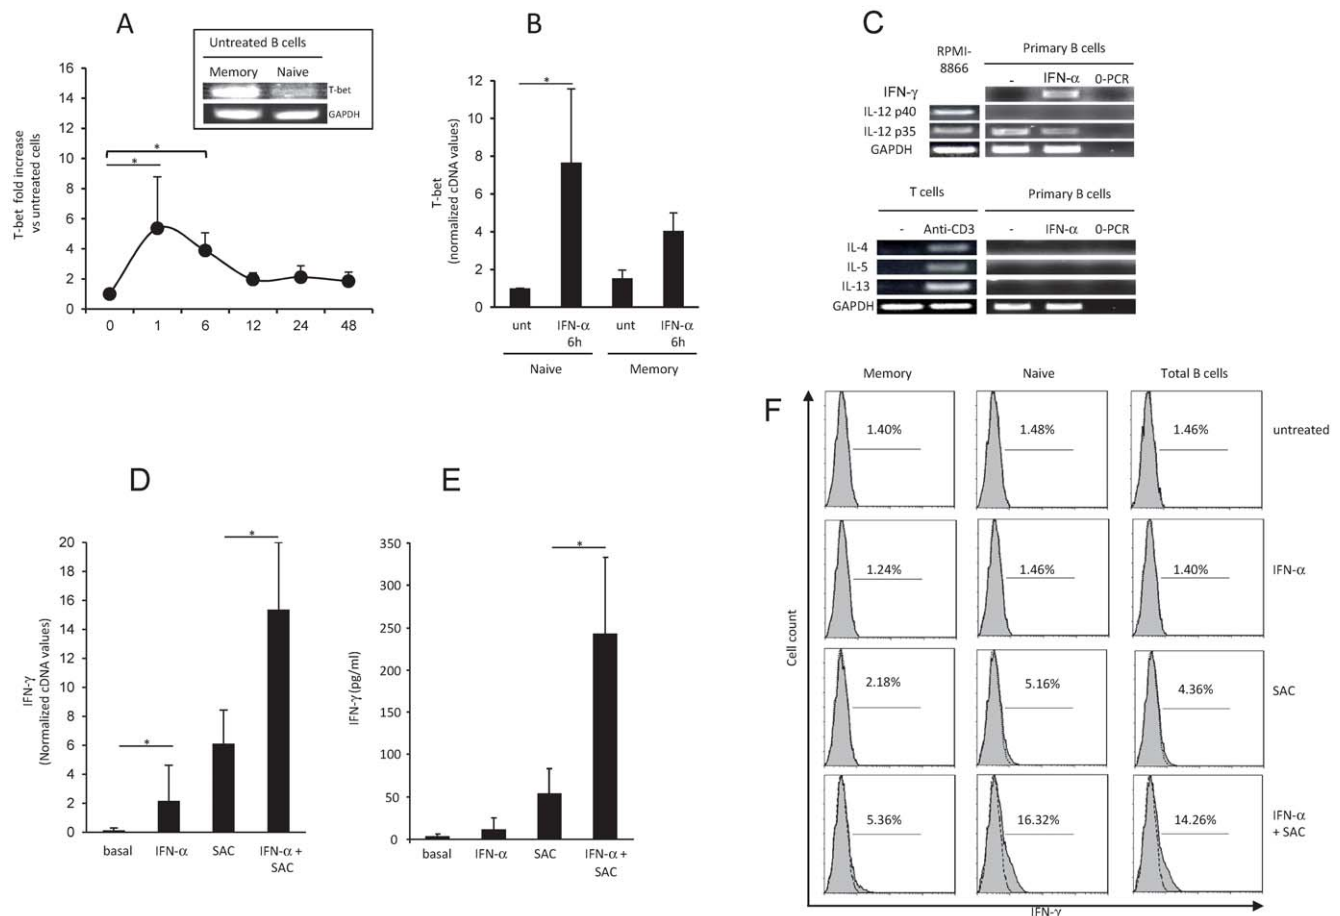 A
Untreated B cells
Memory Naive
T-bet
GAPDH
T-bet fold increase
vs untreated cells
16
14
12
10
8
6
4
2
0
0 1 6 12 24 48
*
*
B
T-bet
(normalized cDNA values)
12
10
8
6
4
2
0
*
unt IFN-α 6h unt IFN-α 6h
Naive Memory
C
RPMI-8866
Primary B cells
- IFN-α 0-PCR
IFN-γ
IL-12 p40
IL-12 p35
GAPDH
T cells Primary B cells
- Anti-CD3 - IFN-α 0-PCR
IL-4
IL-5
IL-13
GAPDH
D
IFN-γ
(Normalized cDNA values)
20
18
16
14
12
10
8
6
4
2
0
*
*
basal IFN-α SAC IFN-α + SAC
E
IFN-γ (pg/ml)
350
300
250
200
150
100
50
0
*
basal IFN-α SAC IFN-α + SAC
F
Memory Naive Total B cells
1.40% 1.48% 1.46% untreated
1.24% 1.46% 1.40% IFN-α
2.18% 5.16% 4.36% SAC
5.36% 16.32% 14.26% IFN-α + SAC
Cell count
IFN-γ